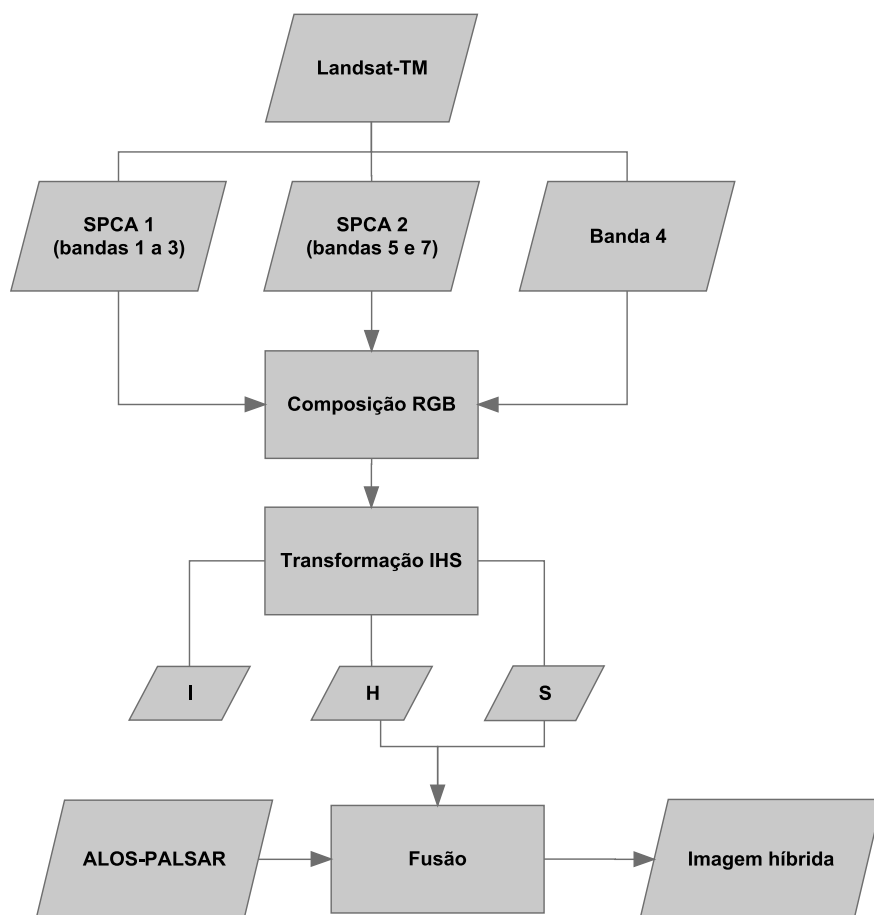 Landsat-TM
SPCA 1
(bandas 1 a 3)
SPCA 2
(bandas 5 e 7)
Banda 4
Composição RGB
Transformação IHS
I
H
S
ALOS-PALSAR
Fusão
Imagem híbrida